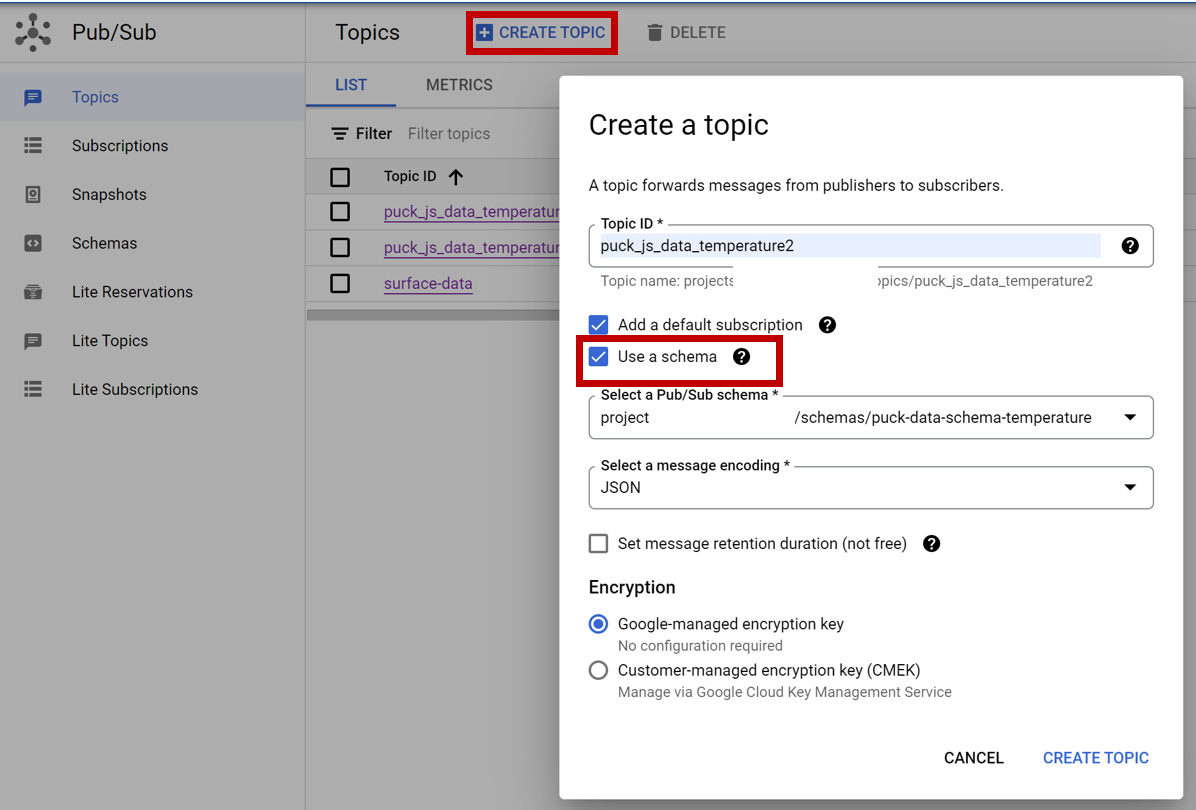 Pub/Sub
Topics
CREATE TOPIC
DELETE
Topics
Subscriptions
Snapshots
Schemas
Lite Reservations
Lite Topics
Lite Subscriptions
LIST
METRICS
Filter Filter topics
Topic ID
puck_js_data_temperatur
puck_js_data_temperatur
surface-data
Create a topic
A topic forwards messages from publishers to subscribers.
Topic ID *
puck_js_data_temperature2
Topic name: projects opics/puck_js_data_temperature2
Add a default subscription
Use a schema
Select a Pub/Sub schema *
project /schemas/puck-data-schema-temperature
Select a message encoding *
JSON
Set message retention duration (not free)
Encryption
Google-managed encryption key
No configuration required
Customer-managed encryption key (CMEK)
Manage via Google Cloud Key Management Service
CANCEL
CREATE TOPIC